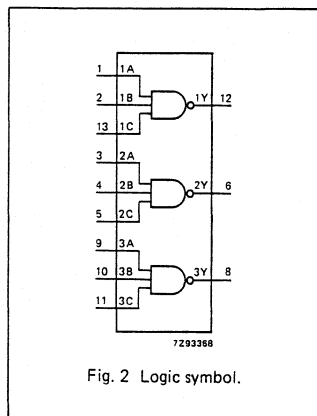 1 1A
2 1B 1Y 12
13 1C
3 2A
4 2B 2Y 6
5 2C
9 3A
10 3B 3Y 8
11 3C
7Z93368
Fig. 2 Logic symbol.